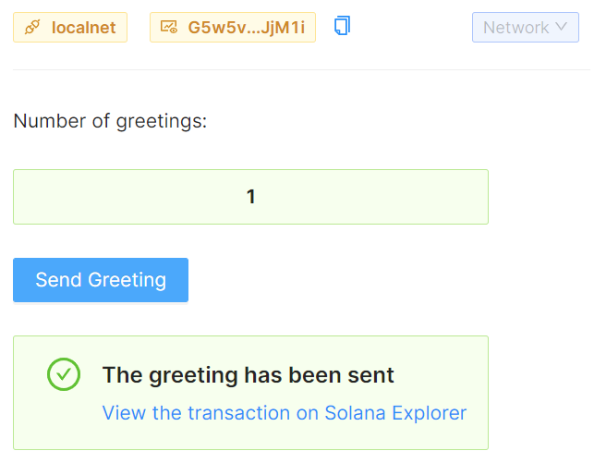 localnet G5w5v...JjM1i Network
Number of greetings:
1
Send Greeting
The greeting has been sent
View the transaction on Solana Explorer